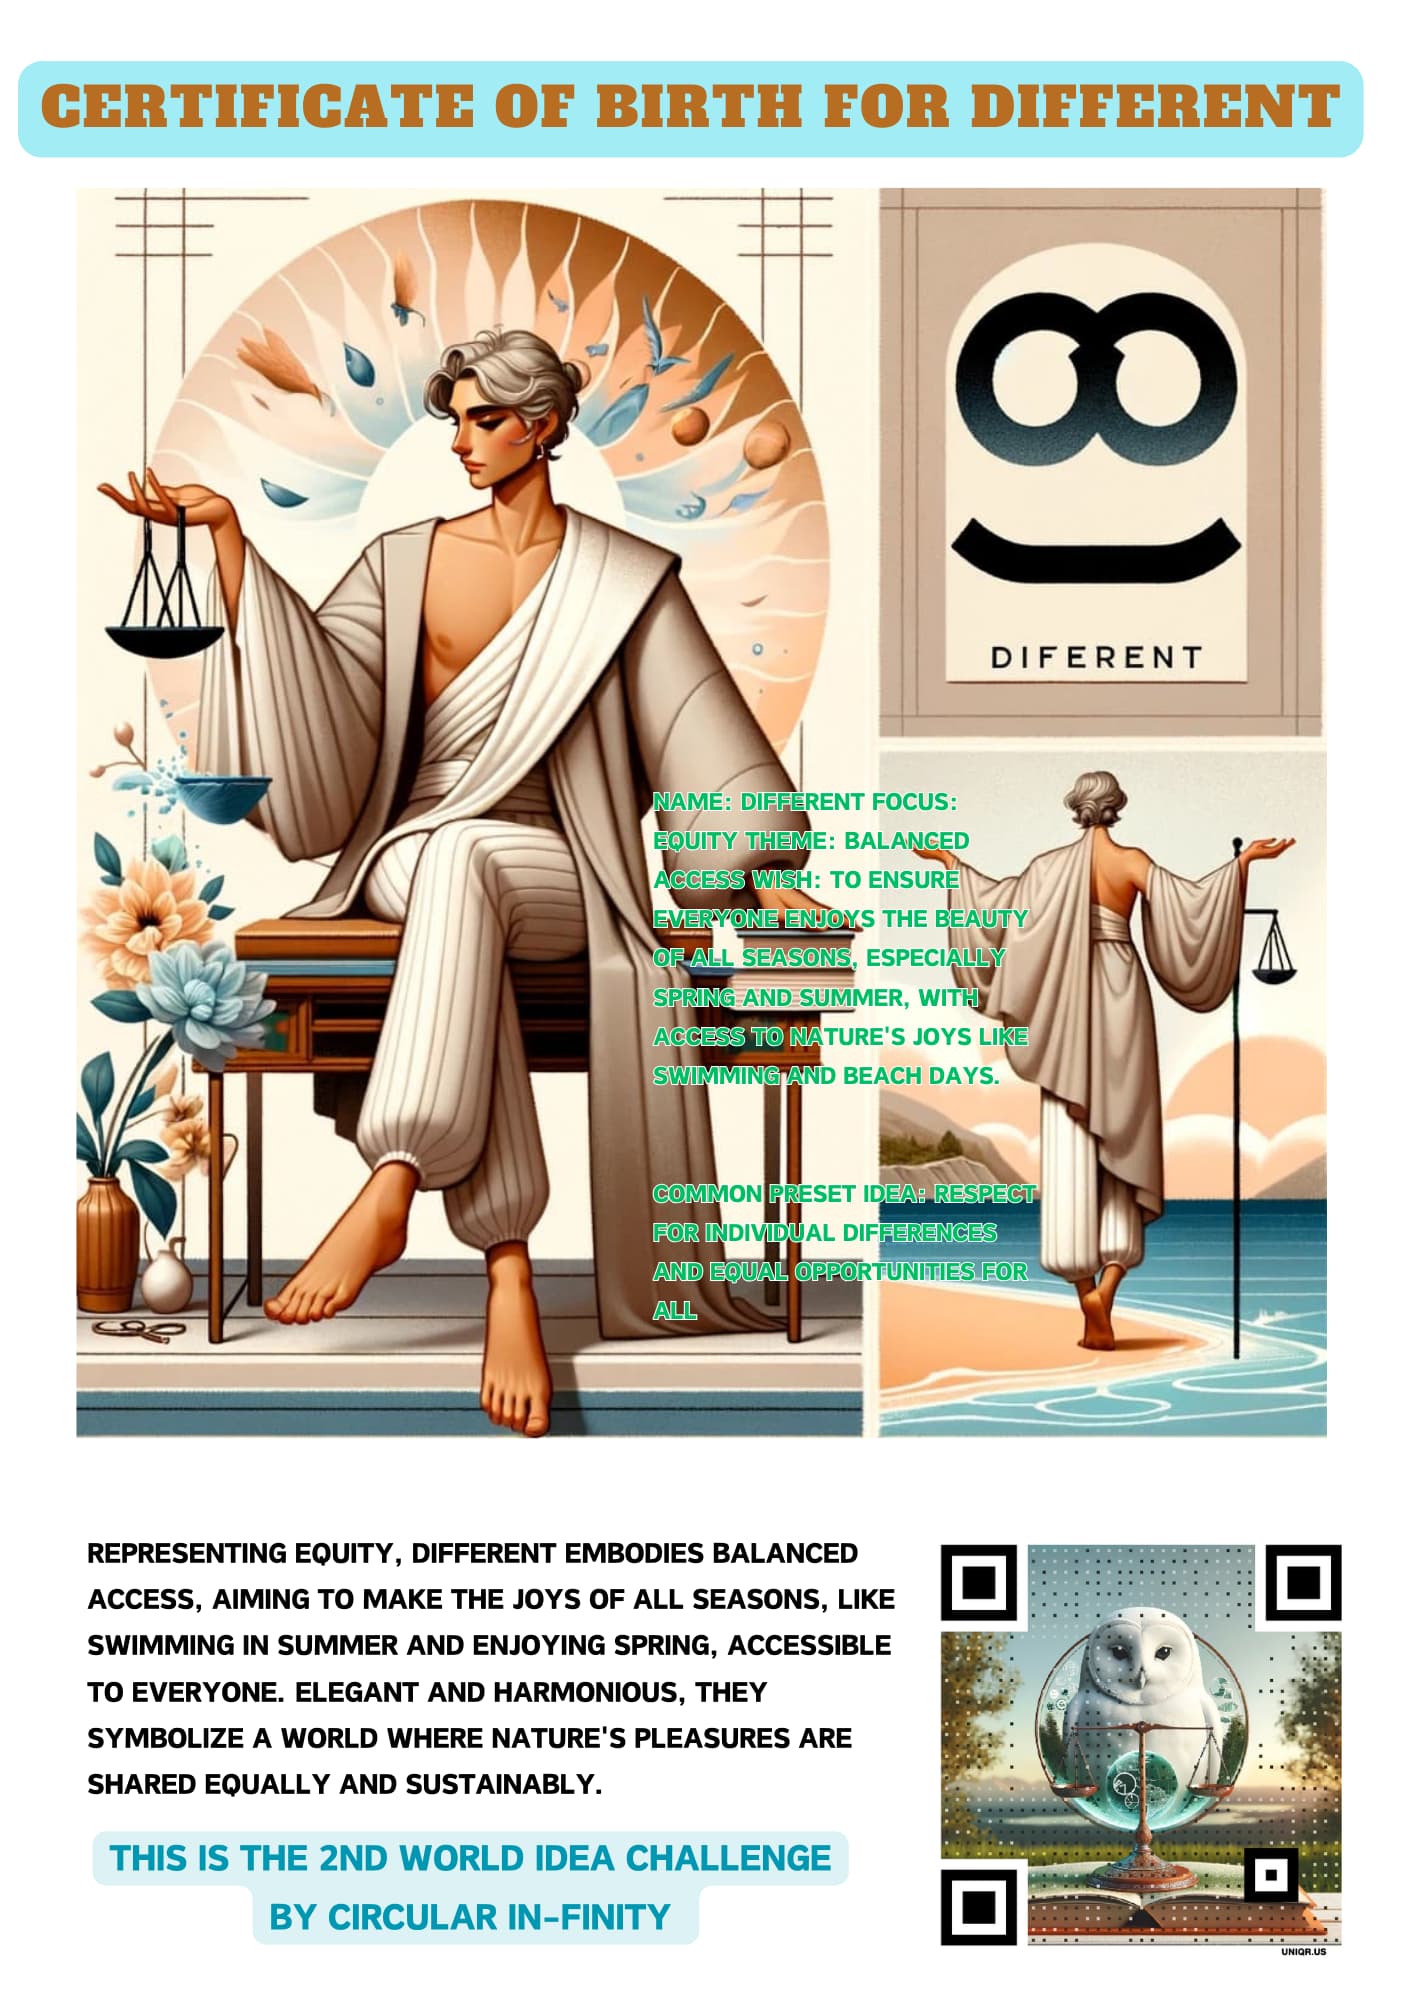 CERTIFICATE OF BIRTH FOR DIFFERENT
DIFERENT
NAME: DIFFERENT FOCUS:
EQUITY THEME: BALANCED
ACCESS WISH: TO ENSURE
EVERYONE ENJOYS THE BEAUTY
OF ALL SEASONS, ESPECIALLY
SPRING AND SUMMER, WITH
ACCESS TO NATURE'S JOYS LIKE
SWIMMING AND BEACH DAYS.
COMMON PRESET IDEA: RESPECT
FOR INDIVIDUAL DIFFERENCES
AND EQUAL OPPORTUNITIES FOR
ALL
REPRESENTING EQUITY, DIFFERENT EMBODIES BALANCED
ACCESS, AIMING TO MAKE THE JOYS OF ALL SEASONS, LIKE
SWIMMING IN SUMMER AND ENJOYING SPRING, ACCESSIBLE
TO EVERYONE. ELEGANT AND HARMONIOUS, THEY
SYMBOLIZE A WORLD WHERE NATURE'S PLEASURES ARE
SHARED EQUALLY AND SUSTAINABLY.
THIS IS THE 2ND WORLD IDEA CHALLENGE
BY CIRCULAR IN-FINITY
UNIQR.US